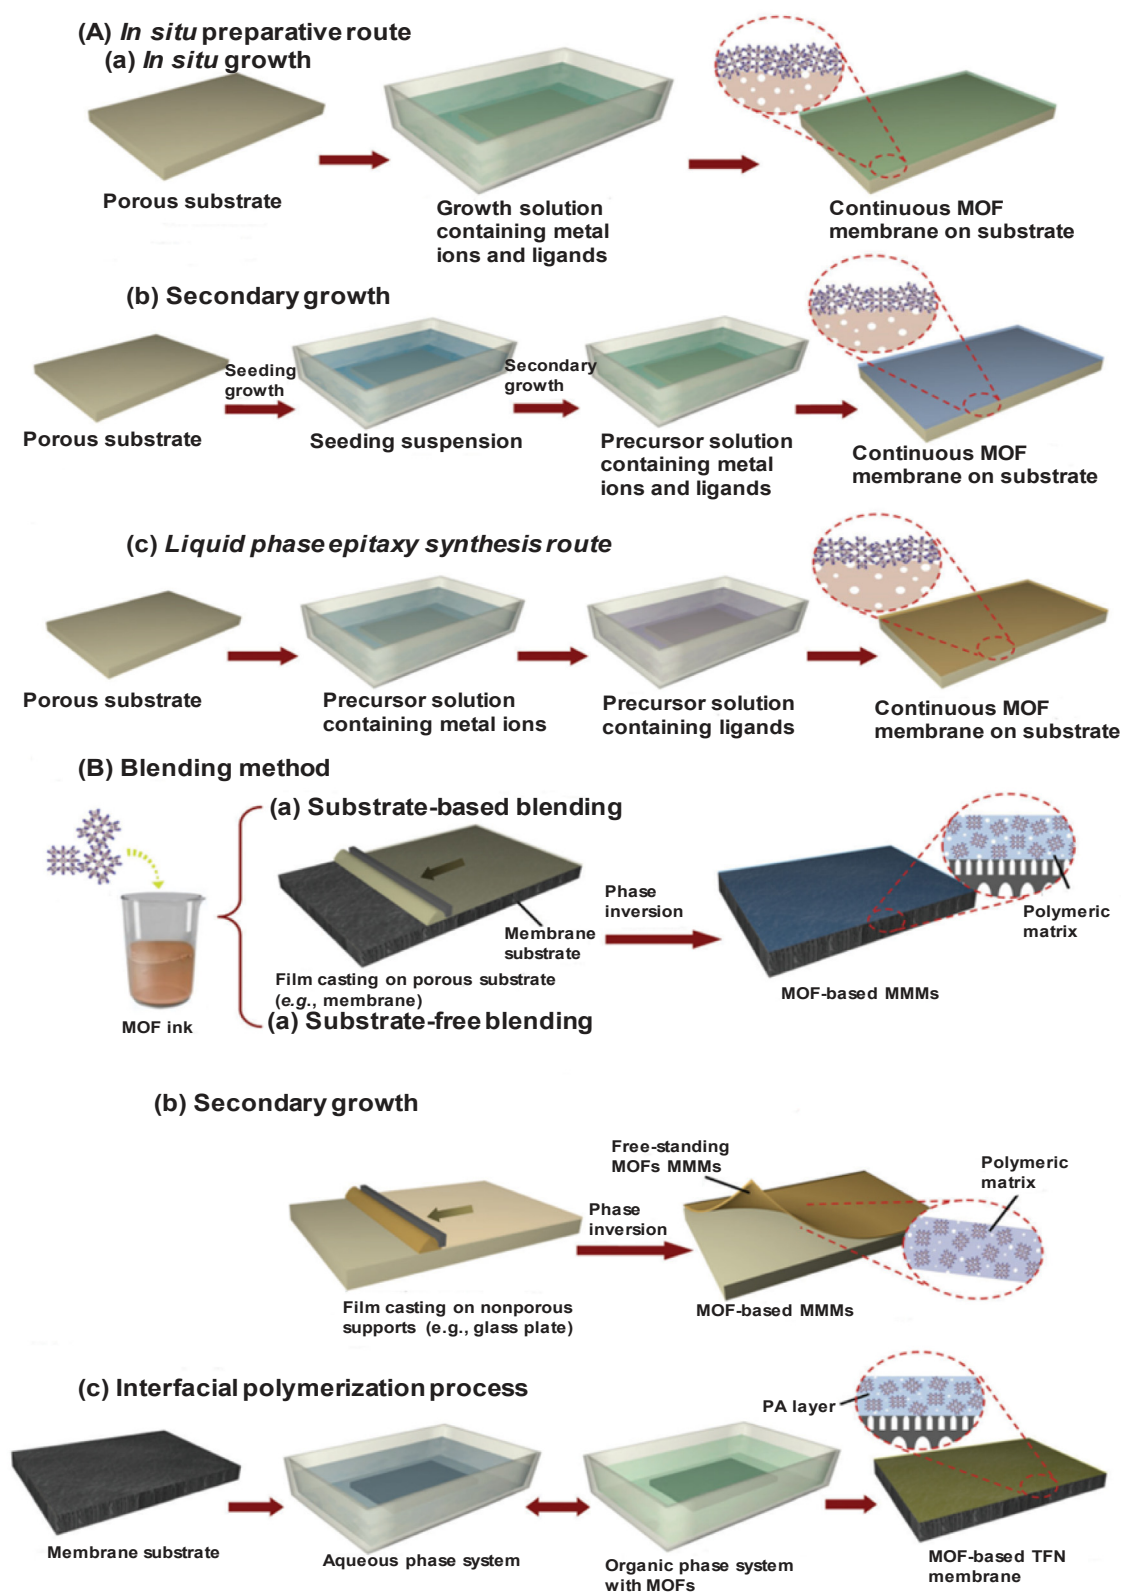 (A) In situ preparative route
(a) In situ growth
Porous substrate
Growth solution
containing metal
ions and ligands
Continuous MOF
membrane on substrate
(b) Secondary growth
Seeding
growth
Secondary
growth
Porous substrate
Seeding suspension
Precursor solution
containing metal
ions and ligands
Continuous MOF
membrane on substrate
(c) Liquid phase epitaxy synthesis route
Porous substrate
Precursor solution
containing metal ions
Precursor solution
containing ligands
Continuous MOF
membrane on substrate
(B) Blending method
(a) Substrate-based blending
Phase
inversion
Membrane
substrate
Polymeric
matrix
Film casting on porous substrate
(e.g., membrane)
MOF-based MMMs
MOF ink
(a) Substrate-free blending
(b) Secondary growth
Free-standing
MOFs MMMs
Polymeric
matrix
Phase
inversion
Film casting on nonporous
supports (e.g., glass plate)
MOF-based MMMs
(c) Interfacial polymerization process
PA layer
Membrane substrate
Aqueous phase system
Organic phase system
with MOFs
MOF-based TFN
membrane